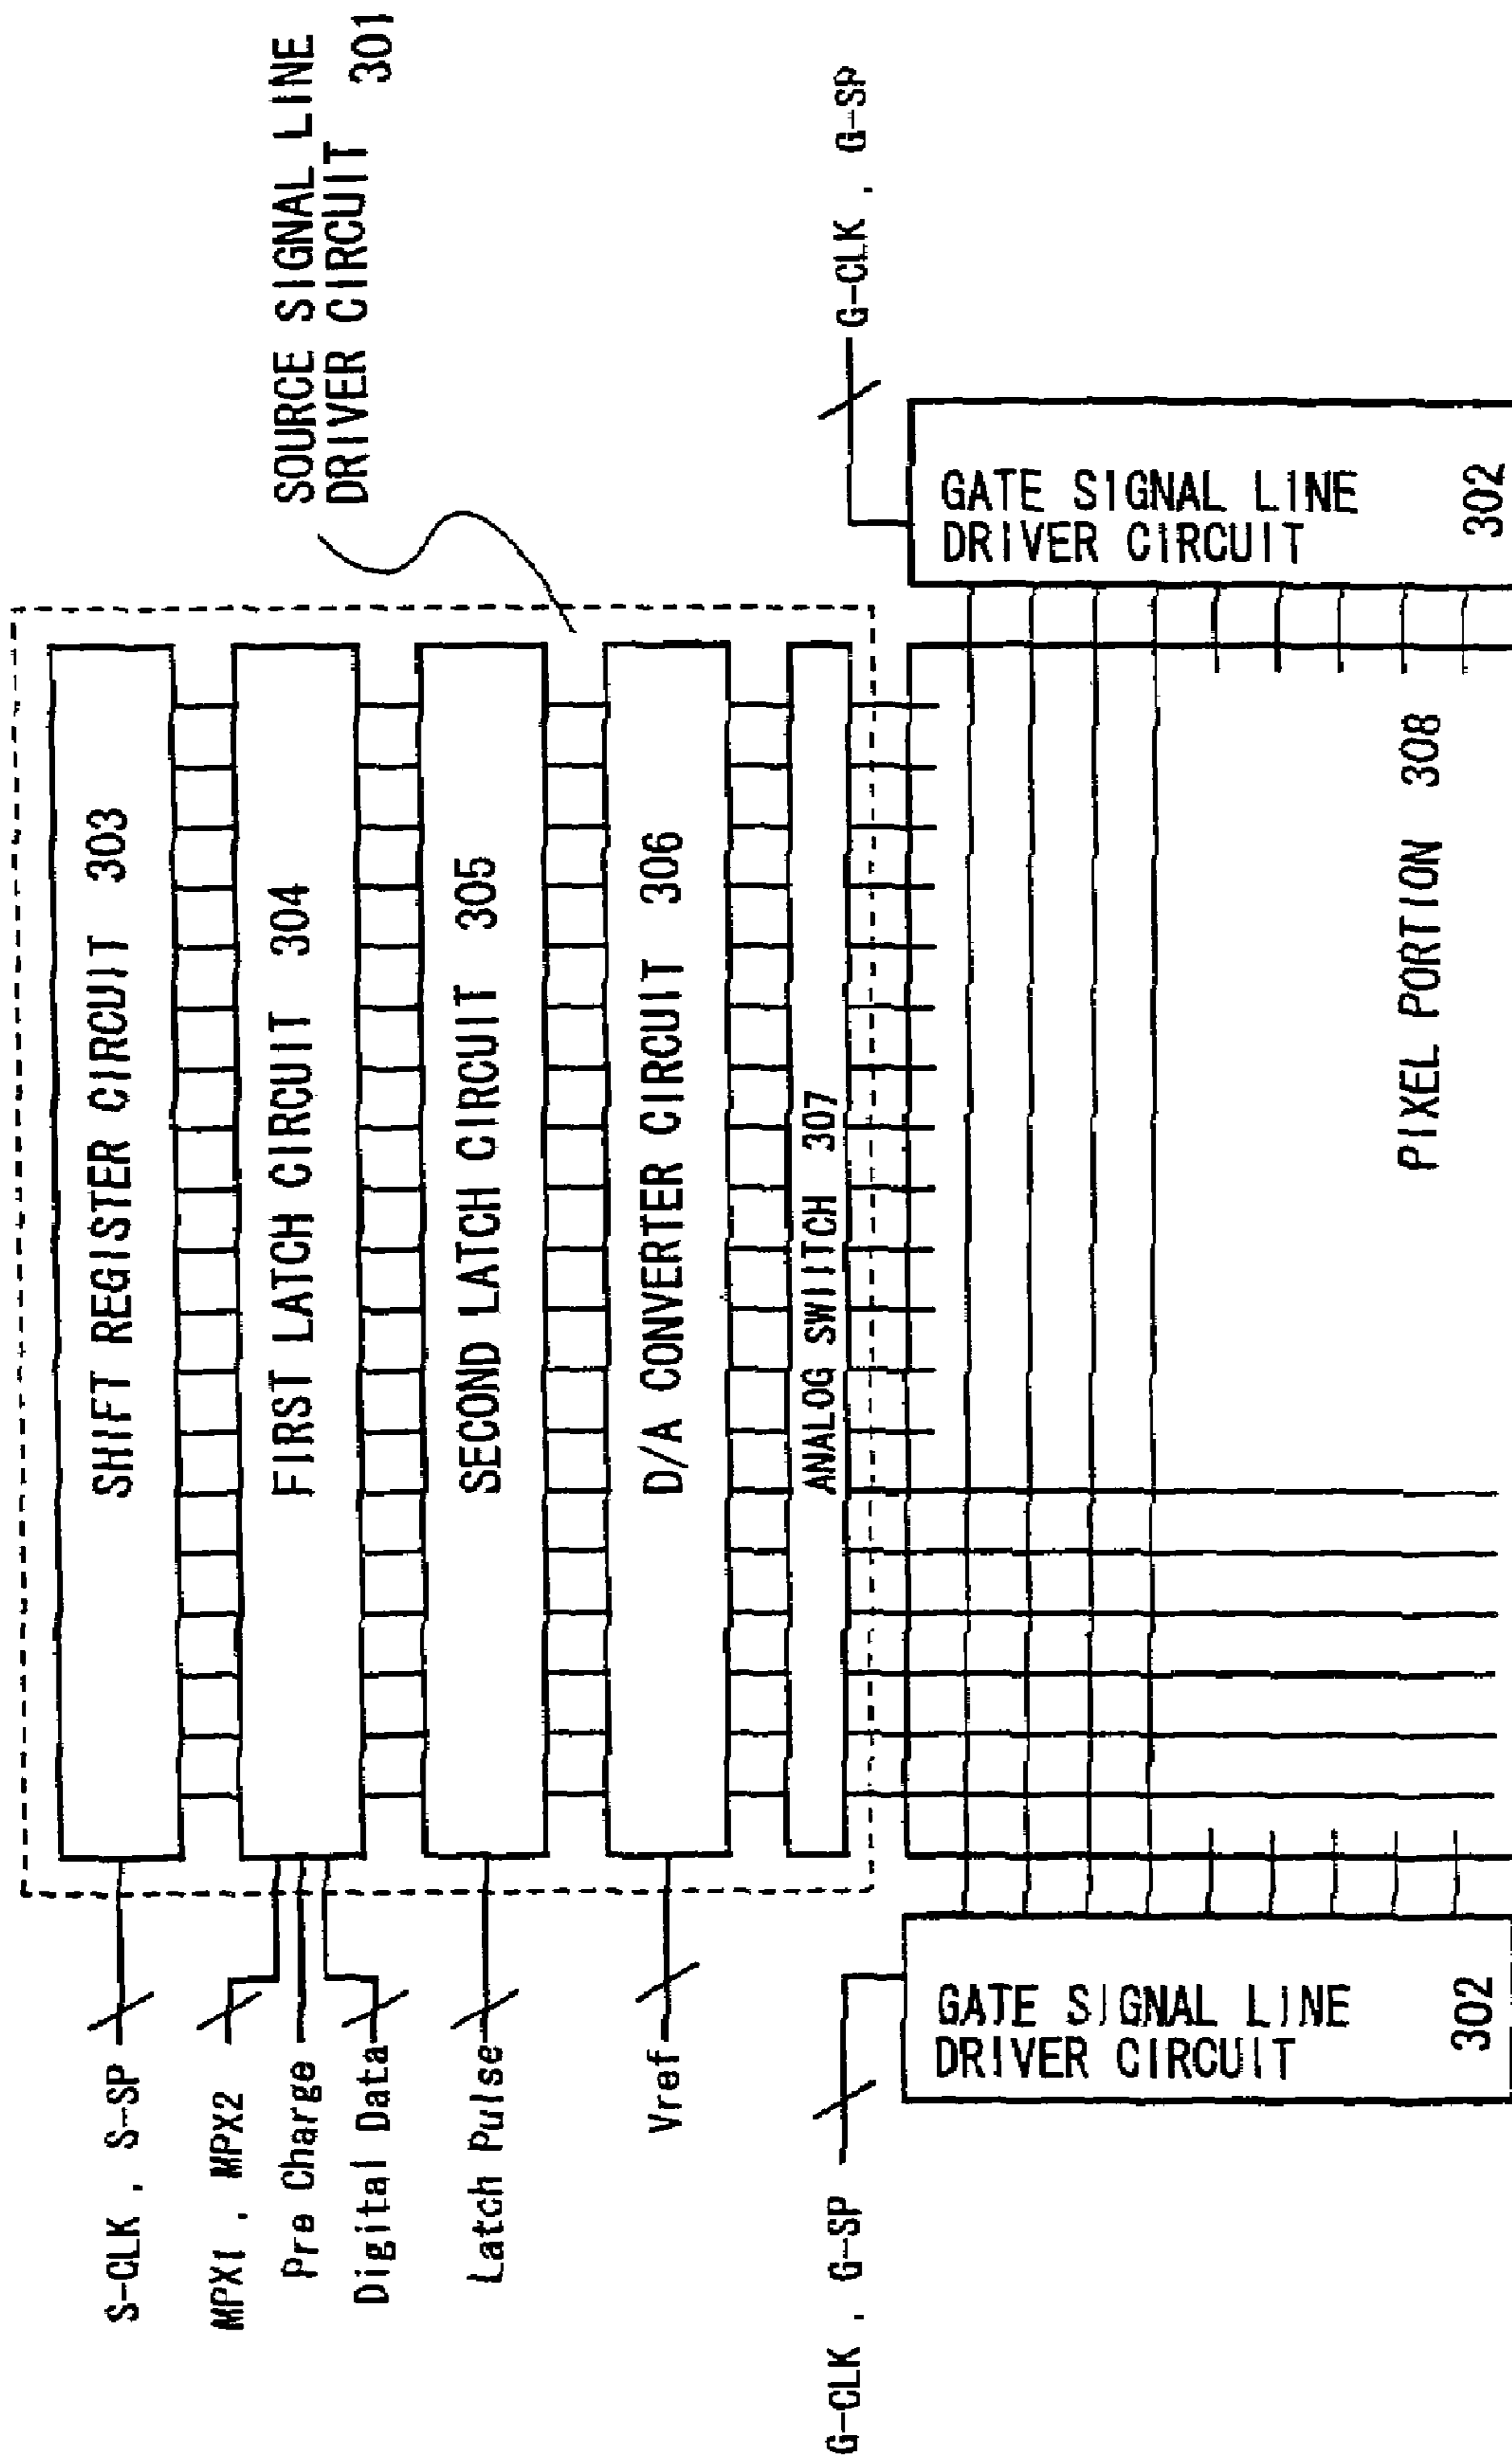 SOURCE SIGNAL LINE
DRIVER CIRCUIT 301
S-CLK , S-SP
SHIFT REGISTER CIRCUIT 303
MPX1 , MPX2
Pre Charge
Digital Data
FIRST LATCH CIRCUIT 304
Latch Pulse
SECOND LATCH CIRCUIT 305
Vref
D/A CONVERTER CIRCUIT 306
ANALOG SWIITCH 307
G-CLK , G-SP
G-CLK , G-SP
GATE SIGNAL LINE
DRIVER CIRCUIT
302
GATE SIGNAL LINE
DRIVER CIRCUIT
302
PIXEL PORTION 308